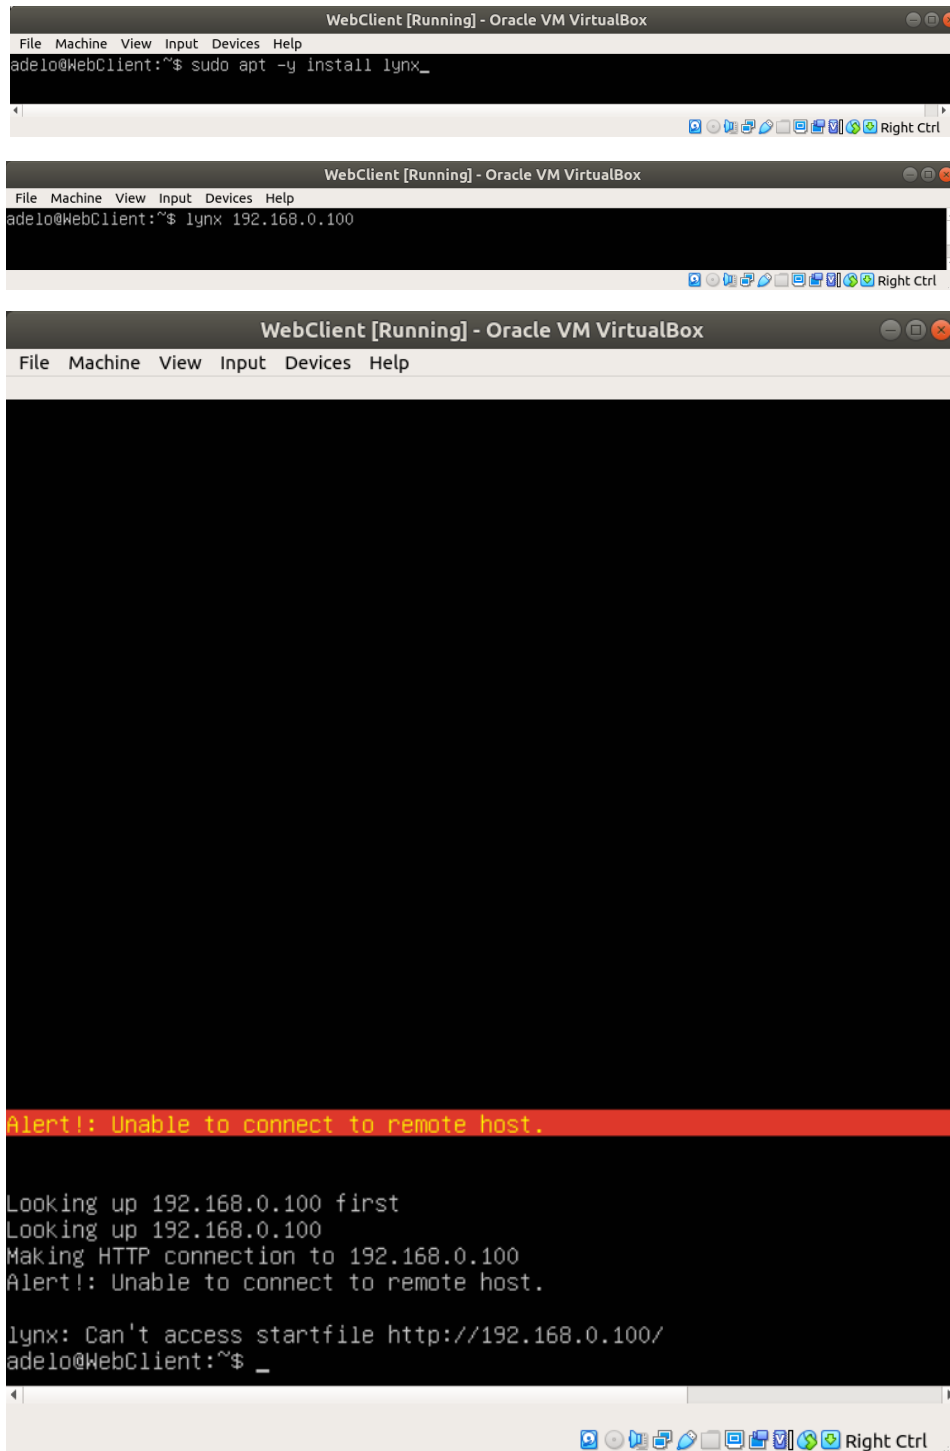 WebClient [Running] - Oracle VM VirtualBox
File Machine View Input Devices Help
adelo@WebClient:~$ sudo apt -y install lynx_
Right Ctrl
WebClient [Running] - Oracle VM VirtualBox
File Machine View Input Devices Help
adelo@WebClient:~$ lynx 192.168.0.100
Right Ctrl
WebClient [Running] - Oracle VM VirtualBox
File Machine View Input Devices Help
Alert!: Unable to connect to remote host.
Looking up 192.168.0.100 first
Looking up 192.168.0.100
Making HTTP connection to 192.168.0.100
Alert!: Unable to connect to remote host.
lynx: Can't access startfile http://192.168.0.100/
adelo@WebClient:~$ _
Right Ctrl